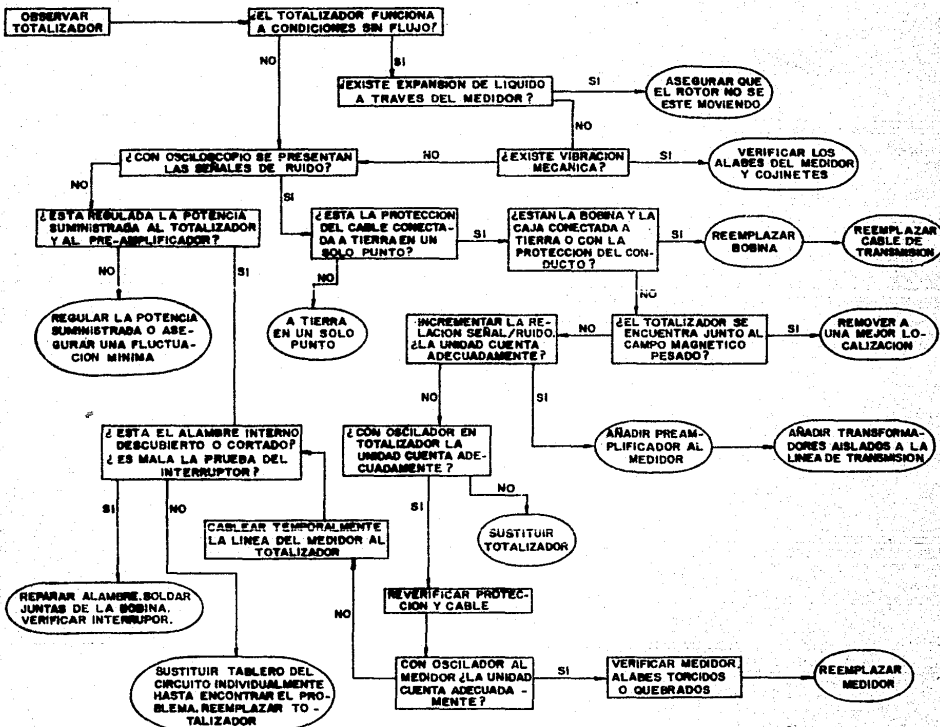 OBSERVAR
TOTALIZADOR
¿EL TOTALIZADOR FUNCIONA
A CONDICIONES SIN FLUJO?
NO
SI
¿EXISTE EXPANSION DE LIQUIDO
A TRAVES DEL MEDIDOR ?
SI
ASEGURAR QUE
EL ROTOR NO SE
ESTE MOVIENDO
NO
¿CON OSCILOSCOPIO SE PRESENTAN
LAS SEÑALES DE RUIDO?
NO
¿EXISTE VIBRACION
MECANICA?
SI
VERIFICAR LOS
ALABES DEL MEDIDOR
Y COJINETES
NO
SI
¿ESTA REGULADA LA POTENCIA
SUMINISTRADA AL TOTALIZADOR
Y AL PRE-AMPLIFICADOR?
¿ESTA LA PROTECCION
DEL CABLE CONECTA-
DA A TIERRA EN UN
SOLO PUNTO?
SI
¿ESTAN LA BOBINA Y LA
CAJA CONECTADA A
TIERRA O CON LA
PROTECCION DEL CON
DUCTO ?
SI
REEMPLAZAR
BOBINA
REEMPLAZAR
CABLE DE
TRANSMISION
NO
SI
NO
NO
REGULAR LA POTENCIA
SUMINISTRADA O ASE-
GURAR UNA FLUCTUA-
CION MINIMA
A TIERRA
EN UN SOLO
PUNTO
INCREMENTAR LA RE-
LACION SEÑAL/RUIDO.
¿LA UNIDAD CUENTA
ADECUADAMENTE?
NO
¿EL TOTALIZADOR SE
ENCUENTRA JUNTO AL
CAMPO MAGNETICO
PESADO?
SI
REMOVER A
UNA MEJOR LO-
CALIZACION
NO
SI
¿ESTA EL ALAMBRE INTERNO
DESCUBIERTO O CORTADO?
¿ES MALA LA PRUEBA DEL
INTERRUPTOR ?
¿CON OSCILADOR EN
TOTALIZADOR LA
UNIDAD CUENTA ADE-
CUADAMENTE ?
AÑADIR PREAM-
PLIFICADOR AL
MEDIDOR
AÑADIR TRANSFORMA-
DORES AISLADOS A LA
LINEA DE TRANSMISION
SI
NO
SI
NO
CABLEAR TEMPORALMENTE
LA LINEA DEL MEDIDOR AL
TOTALIZADOR
SUSTITUIR
TOTALIZADOR
REPARAR ALAMBRE, SOLDAR
JUNTAS DE LA BOBINA.
VERIFICAR INTERRUPOR.
NO
REVERIFICAR PROTEC-
CION Y CABLE
SUSTITUIR TABLERO DEL
CIRCUITO INDIVIDUALMENTE
HASTA ENCONTRAR EL PRO-
BLEMA. REEMPLAZAR TO-
TALIZADOR
CON OSCILADOR AL
MEDIDOR ¿LA UNIDAD
CUENTA ADECUADA-
MENTE?
SI
VERIFICAR MEDIDOR,
ALABES TORCIDOS
O QUEBRADOS
REEMPLAZAR
MEDIDOR